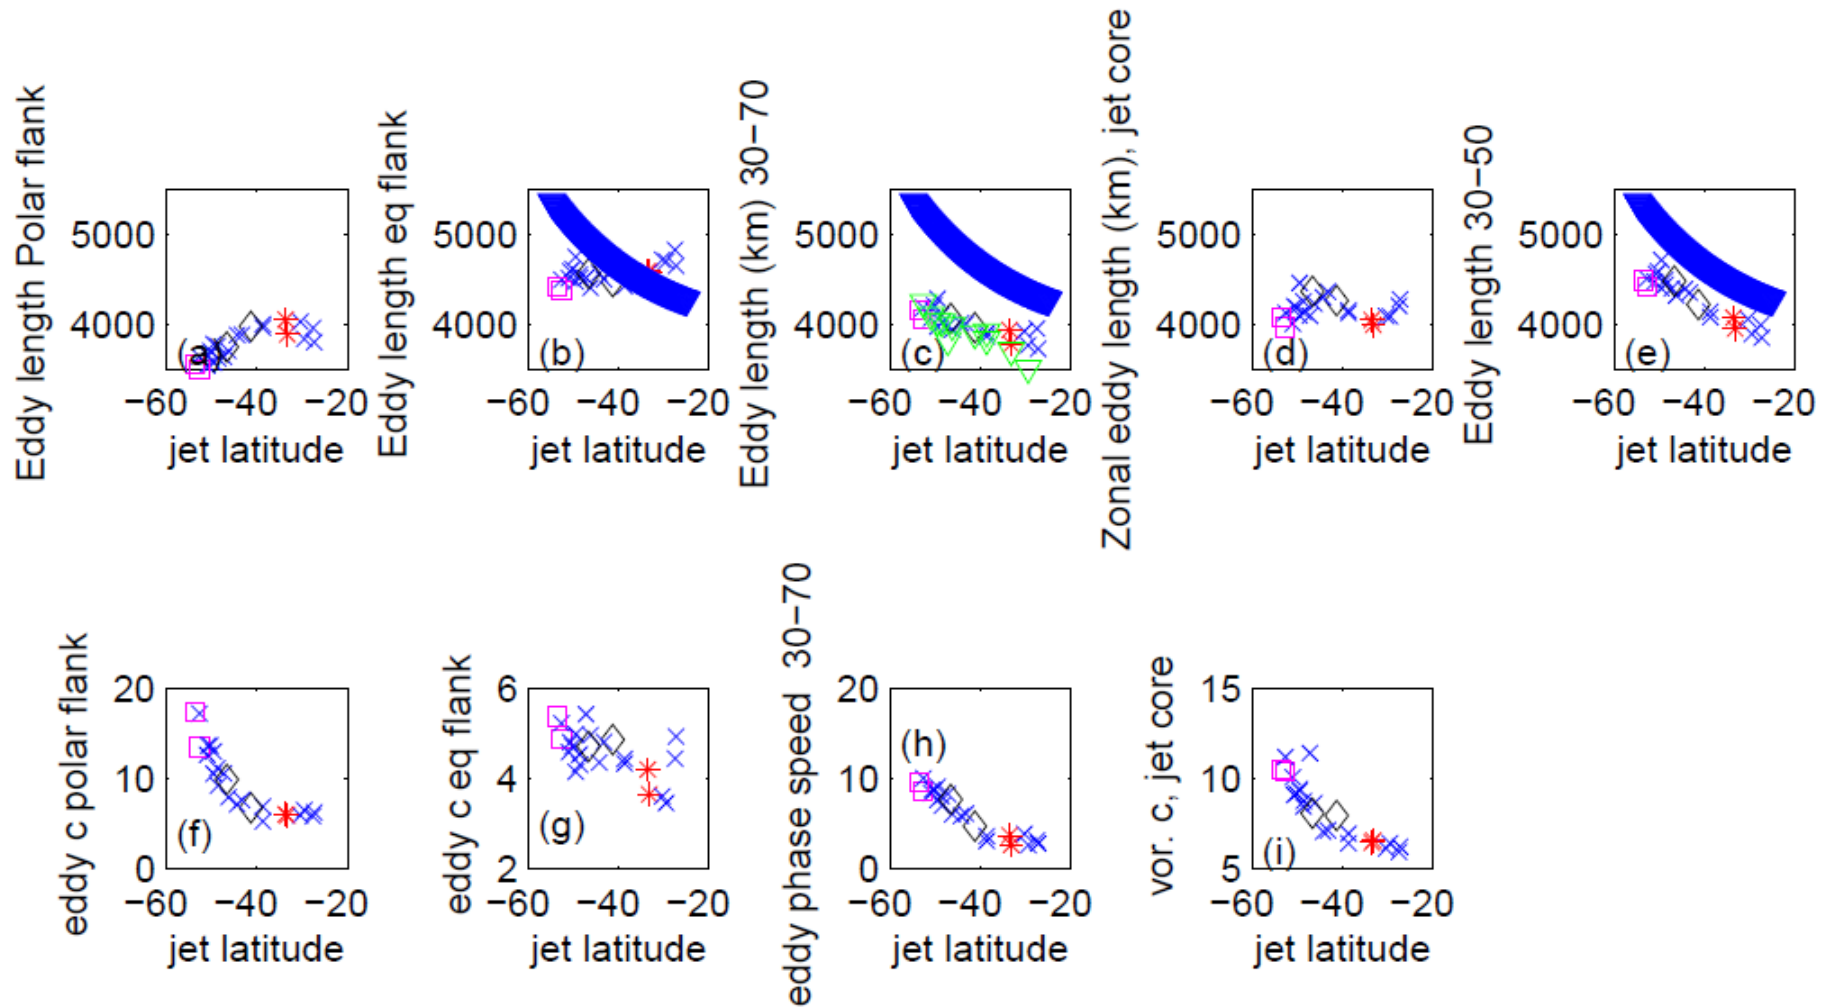 Eddy length Polar flank
5000
4000
(a)
−60 −40 −20
jet latitude
Eddy length eq flank
5000
4000
(b)
−60 −40 −20
jet latitude
Eddy length (km) 30−70
5000
4000
(c)
−60 −40 −20
jet latitude
Zonal eddy length (km), jet core
5000
4000
(d)
−60 −40 −20
jet latitude
Eddy length 30−50
5000
4000
(e)
−60 −40 −20
jet latitude
eddy c polar flank
20
10
0
(f)
−60 −40 −20
jet latitude
eddy c eq flank
6
4
2
(g)
−60 −40 −20
jet latitude
eddy phase speed 30−70
20
10
0
(h)
−60 −40 −20
jet latitude
vor. c, jet core
15
10
5
(i)
−60 −40 −20
jet latitude